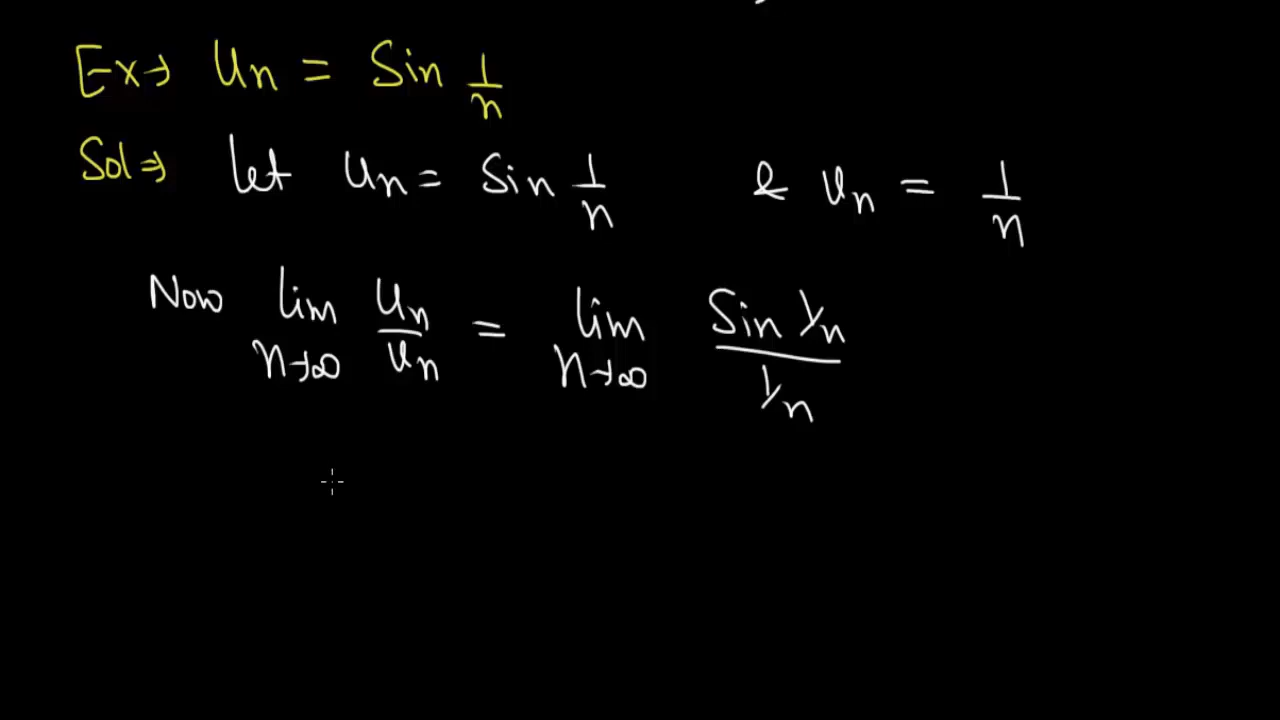 Ex→ Un = Sin 1/n
Sol⇒ let Un = Sin 1/n & vn = 1/n
Now lim n→∞ Un/vn = lim n→∞ Sin 1/n / 1/n